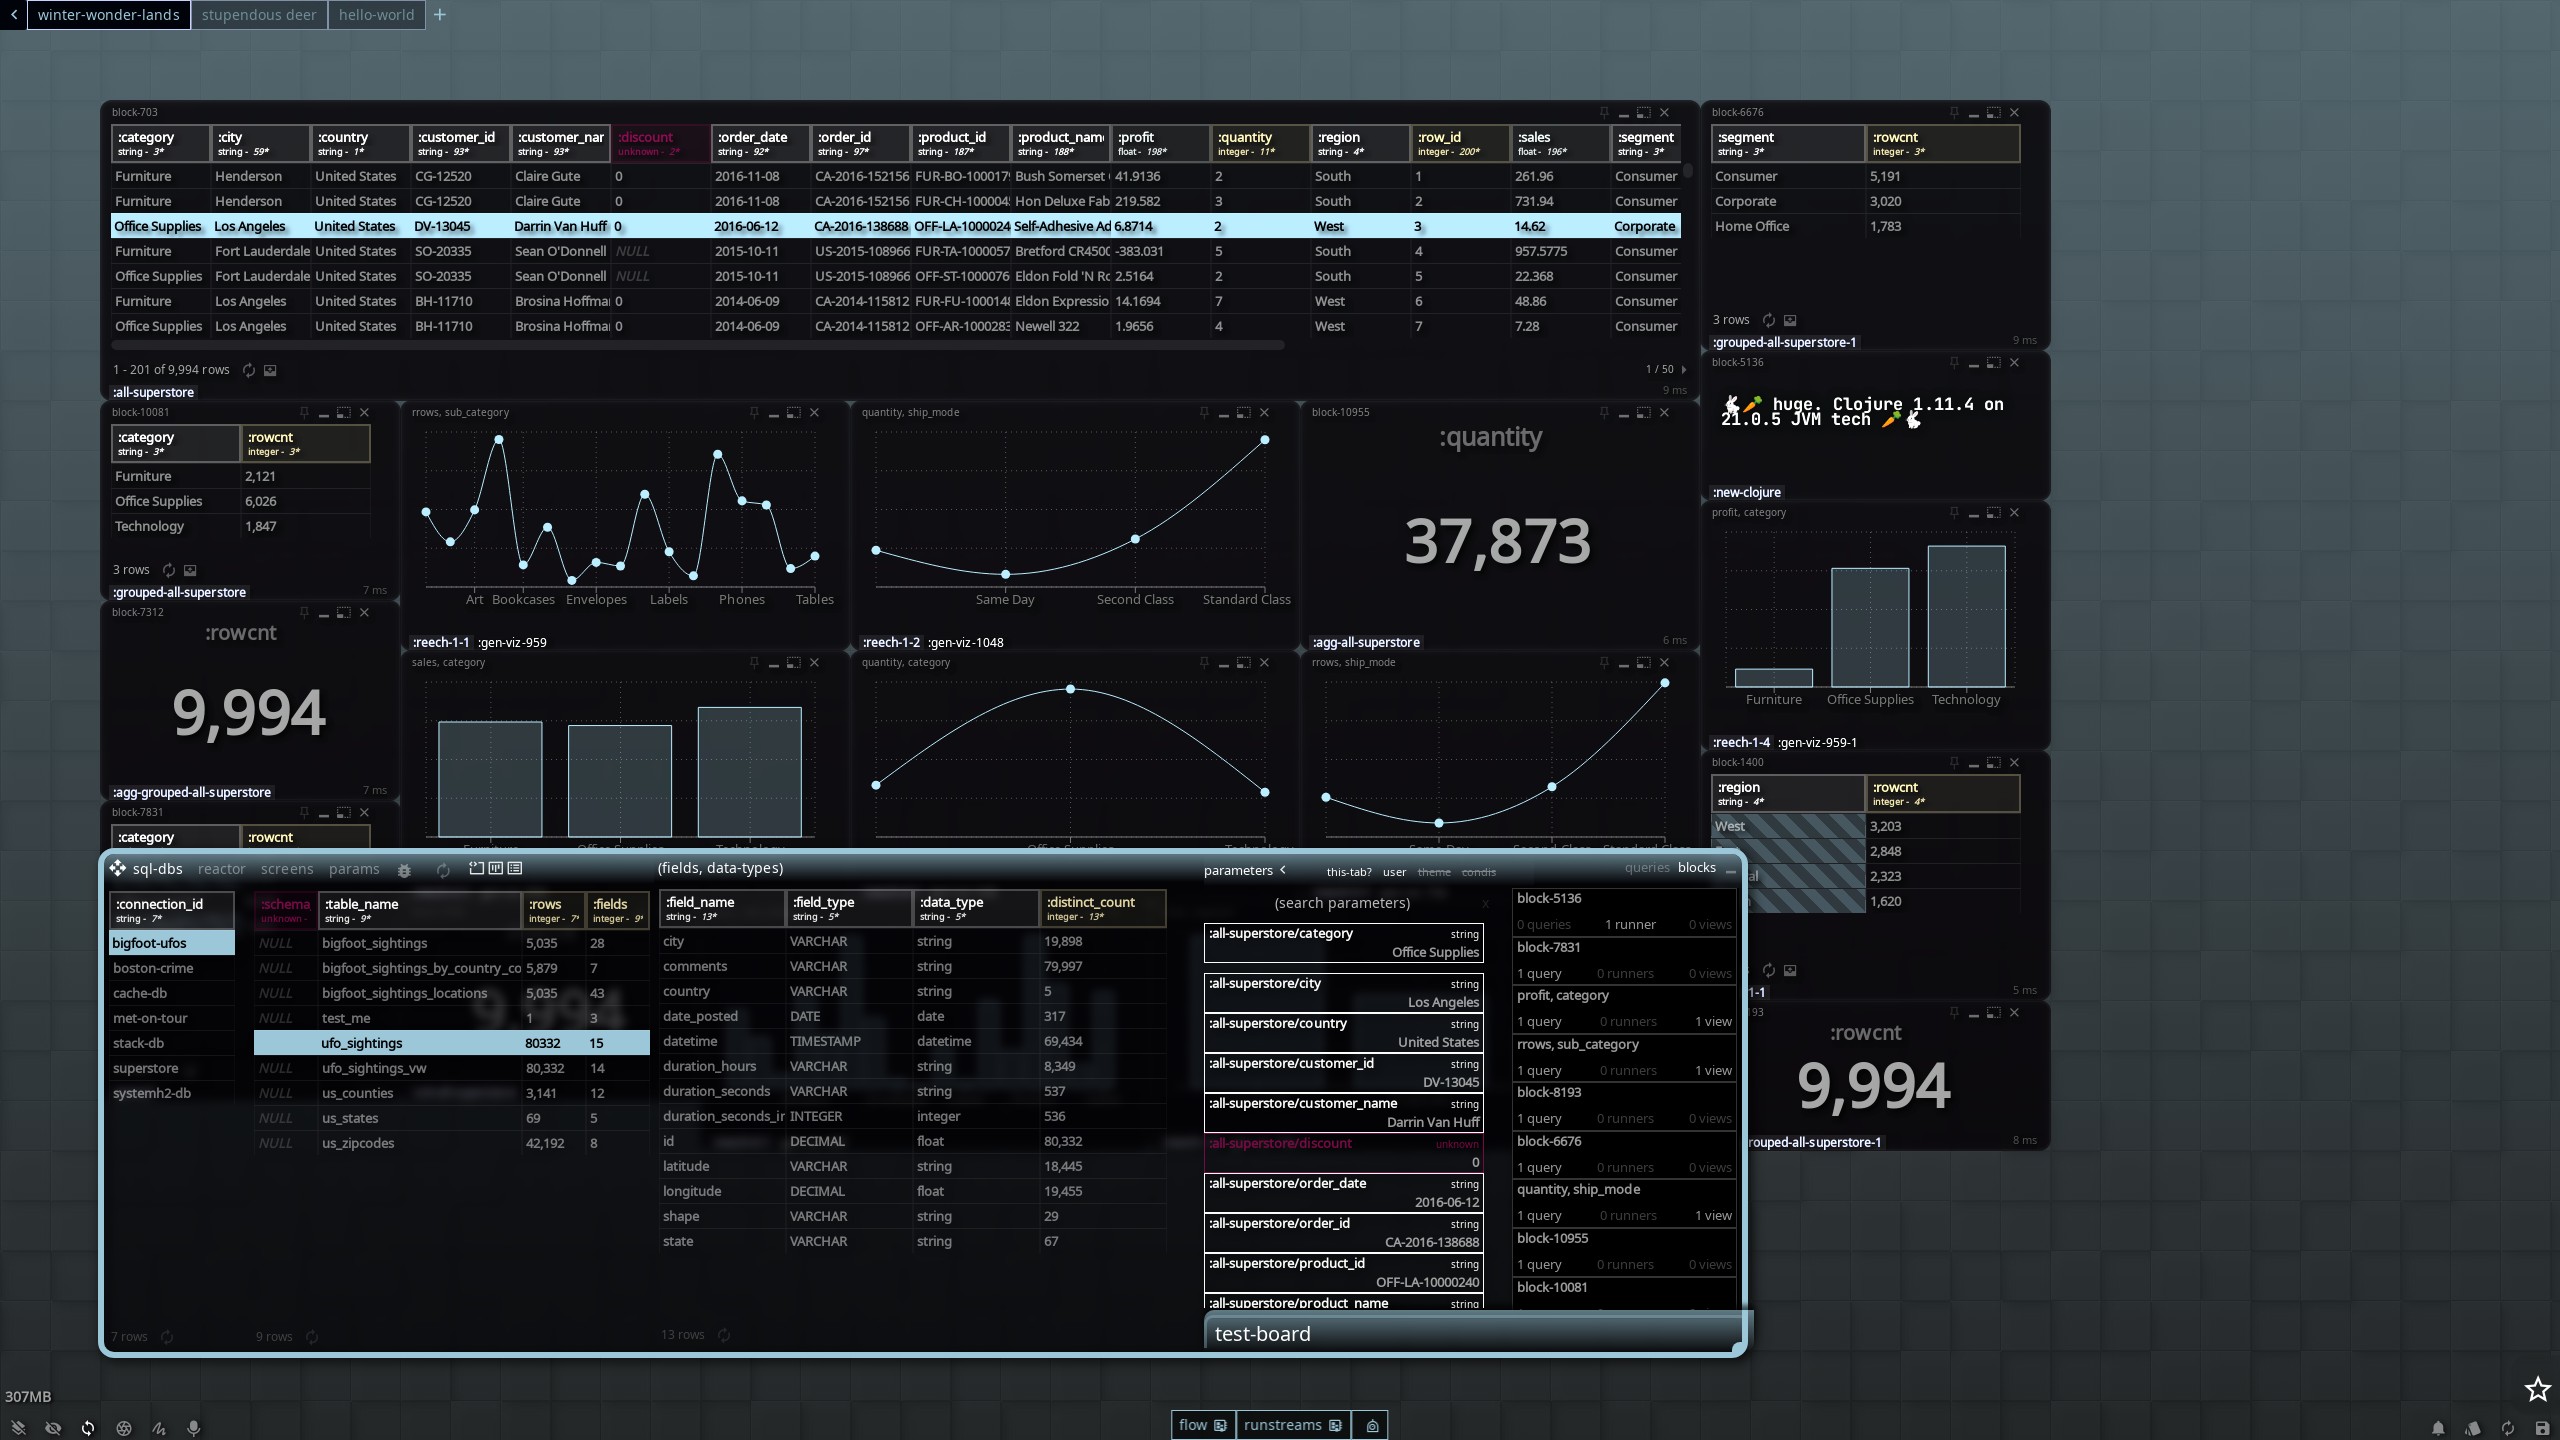 winter-wonder-lands stupendous deer hello-world +
block-703
:category :city :country :customer_id :customer_nar :discount :order_date :order_id :product_id :product_name :profit :quantity :region :row_id :sales :segment
string - 3* string - 59* string - 1* string - 93* string - 93* unknown - 2* string - 92* string - 97* string - 187* string - 188* float - 198* integer - 11* string - 4* integer - 200* float - 196* string - 3*
Furniture Henderson United States CG-12520 Claire Gute 0 2016-11-08 CA-2016-152156 FUR-BO-100017 Bush Somerset 41.9136 2 South 1 261.96 Consumer
Furniture Henderson United States CG-12520 Claire Gute 0 2016-11-08 CA-2016-152156 FUR-CH-100004 Hon Deluxe Fab 219.582 3 South 2 731.94 Consumer
Office Supplies Los Angeles United States DV-13045 Darrin Van Huff 0 2016-06-12 CA-2016-138688 OFF-LA-1000024 Self-Adhesive Ad 6.8714 2 West 3 14.62 Corporate
Furniture Fort Lauderdale United States SO-20335 Sean O'Donnell NULL 2015-10-11 US-2015-108966 FUR-TA-1000057 Bretford CR4500 -383.031 5 South 4 957.5775 Consumer
Office Supplies Fort Lauderdale United States SO-20335 Sean O'Donnell NULL 2015-10-11 US-2015-108966 OFF-ST-1000076 Eldon Fold 'N Ro 2.5164 2 South 5 22.368 Consumer
Furniture Los Angeles United States BH-11710 Brosina Hoffma 0 2014-06-09 CA-2014-115812 FUR-FU-1000148 Eldon Expressio 14.1694 7 West 6 48.86 Consumer
Office Supplies Los Angeles United States BH-11710 Brosina Hoffma 0 2014-06-09 CA-2014-115812 OFF-AR-1000283 Newell 322 1.9656 4 West 7 7.28 Consumer
1 - 201 of 9,994 rows 1 / 50
9 ms
:all-superstore
block-6676
:segment :rowcnt
string - 3* integer - 3*
Consumer 5,191
Corporate 3,020
Home Office 1,783
3 rows
:grouped-all-superstore-1 9 ms
block-5136
🐇🥕 huge. Clojure 1.11.4 on
21.0.5 JVM tech 🥕🐇
:new-clojure
block-10081
:category :rowcnt
string - 3* integer - 3*
Furniture 2,121
Office Supplies 6,026
Technology 1,847
3 rows
:grouped-all-superstore 7 ms
rrows, sub_category
Art Bookcases Envelopes Labels Phones Tables
:reech-1-1 :gen-viz-959
quantity, ship_mode
Same Day Second Class Standard Class
:reech-1-2 :gen-viz-1048
block-10955
:quantity
37,873
:agg-all-superstore 6 ms
profit, category
Furniture Office Supplies Technology
:reech-1-4 :gen-viz-959-1
block-7312
:rowcnt
9,994
:agg-grouped-all-superstore 7 ms
sales, category
Furniture Office Supplies Technology
quantity, category
Office Supplies Technology
rrows, ship_mode
Same Day Second Class Standard Class
block-7831
:category :rowcnt
block-1400
:region :rowcnt
string - 4* integer - 4*
West 3,203
2,848
al 2,323
1,620
5 ms
1-1
93
:rowcnt
9,994
rouped-all-superstore-1 8 ms
sql-dbs reactor screens params
:connection_id
string - 7*
bigfoot-ufos
boston-crime
cache-db
met-on-tour
stack-db
superstore
systemh2-db
7 rows
:schema :table_name :rows :fields
unknown - string - 9* integer - 7* integer - 9*
NULL bigfoot_sightings 5,035 28
NULL bigfoot_sightings_by_country_co 5,879 7
NULL bigfoot_sightings_locations 5,035 43
NULL test_me 1 3
ufo_sightings 80332 15
NULL ufo_sightings_vw 80,332 14
NULL us_counties 3,141 12
NULL us_states 69 5
NULL us_zipcodes 42,192 8
9 rows
(fields, data-types)
:field_name :field_type :data_type :distinct_count
string - 13* string - 5* string - 5* integer - 13*
city VARCHAR string 19,898
comments VARCHAR string 79,997
country VARCHAR string 5
date_posted DATE date 317
datetime TIMESTAMP datetime 69,434
duration_hours VARCHAR string 8,349
duration_seconds VARCHAR string 537
duration_seconds_ir INTEGER integer 536
id DECIMAL float 80,332
latitude VARCHAR string 18,445
longitude DECIMAL float 19,455
shape VARCHAR string 29
state VARCHAR string 67
13 rows
parameters this-tab? user theme condis
(search parameters) x
:all-superstore/category string
Office Supplies
:all-superstore/city string
Los Angeles
:all-superstore/country string
United States
:all-superstore/customer_id string
DV-13045
:all-superstore/customer_name string
Darrin Van Huff
:all-superstore/discount unknown
0
:all-superstore/order_date string
2016-06-12
:all-superstore/order_id string
CA-2016-138688
:all-superstore/product_id string
OFF-LA-10000240
:all-superstore/product_name string
queries blocks
block-5136
0 queries 1 runner 0 views
block-7831
1 query 0 runners 0 views
profit, category
1 query 0 runners 1 view
rrows, sub_category
1 query 0 runners 1 view
block-8193
1 query 0 runners 0 views
block-6676
1 query 0 runners 0 views
quantity, ship_mode
1 query 0 runners 1 view
block-10955
1 query 0 runners 0 views
block-10081
test-board
307MB
flow runstreams